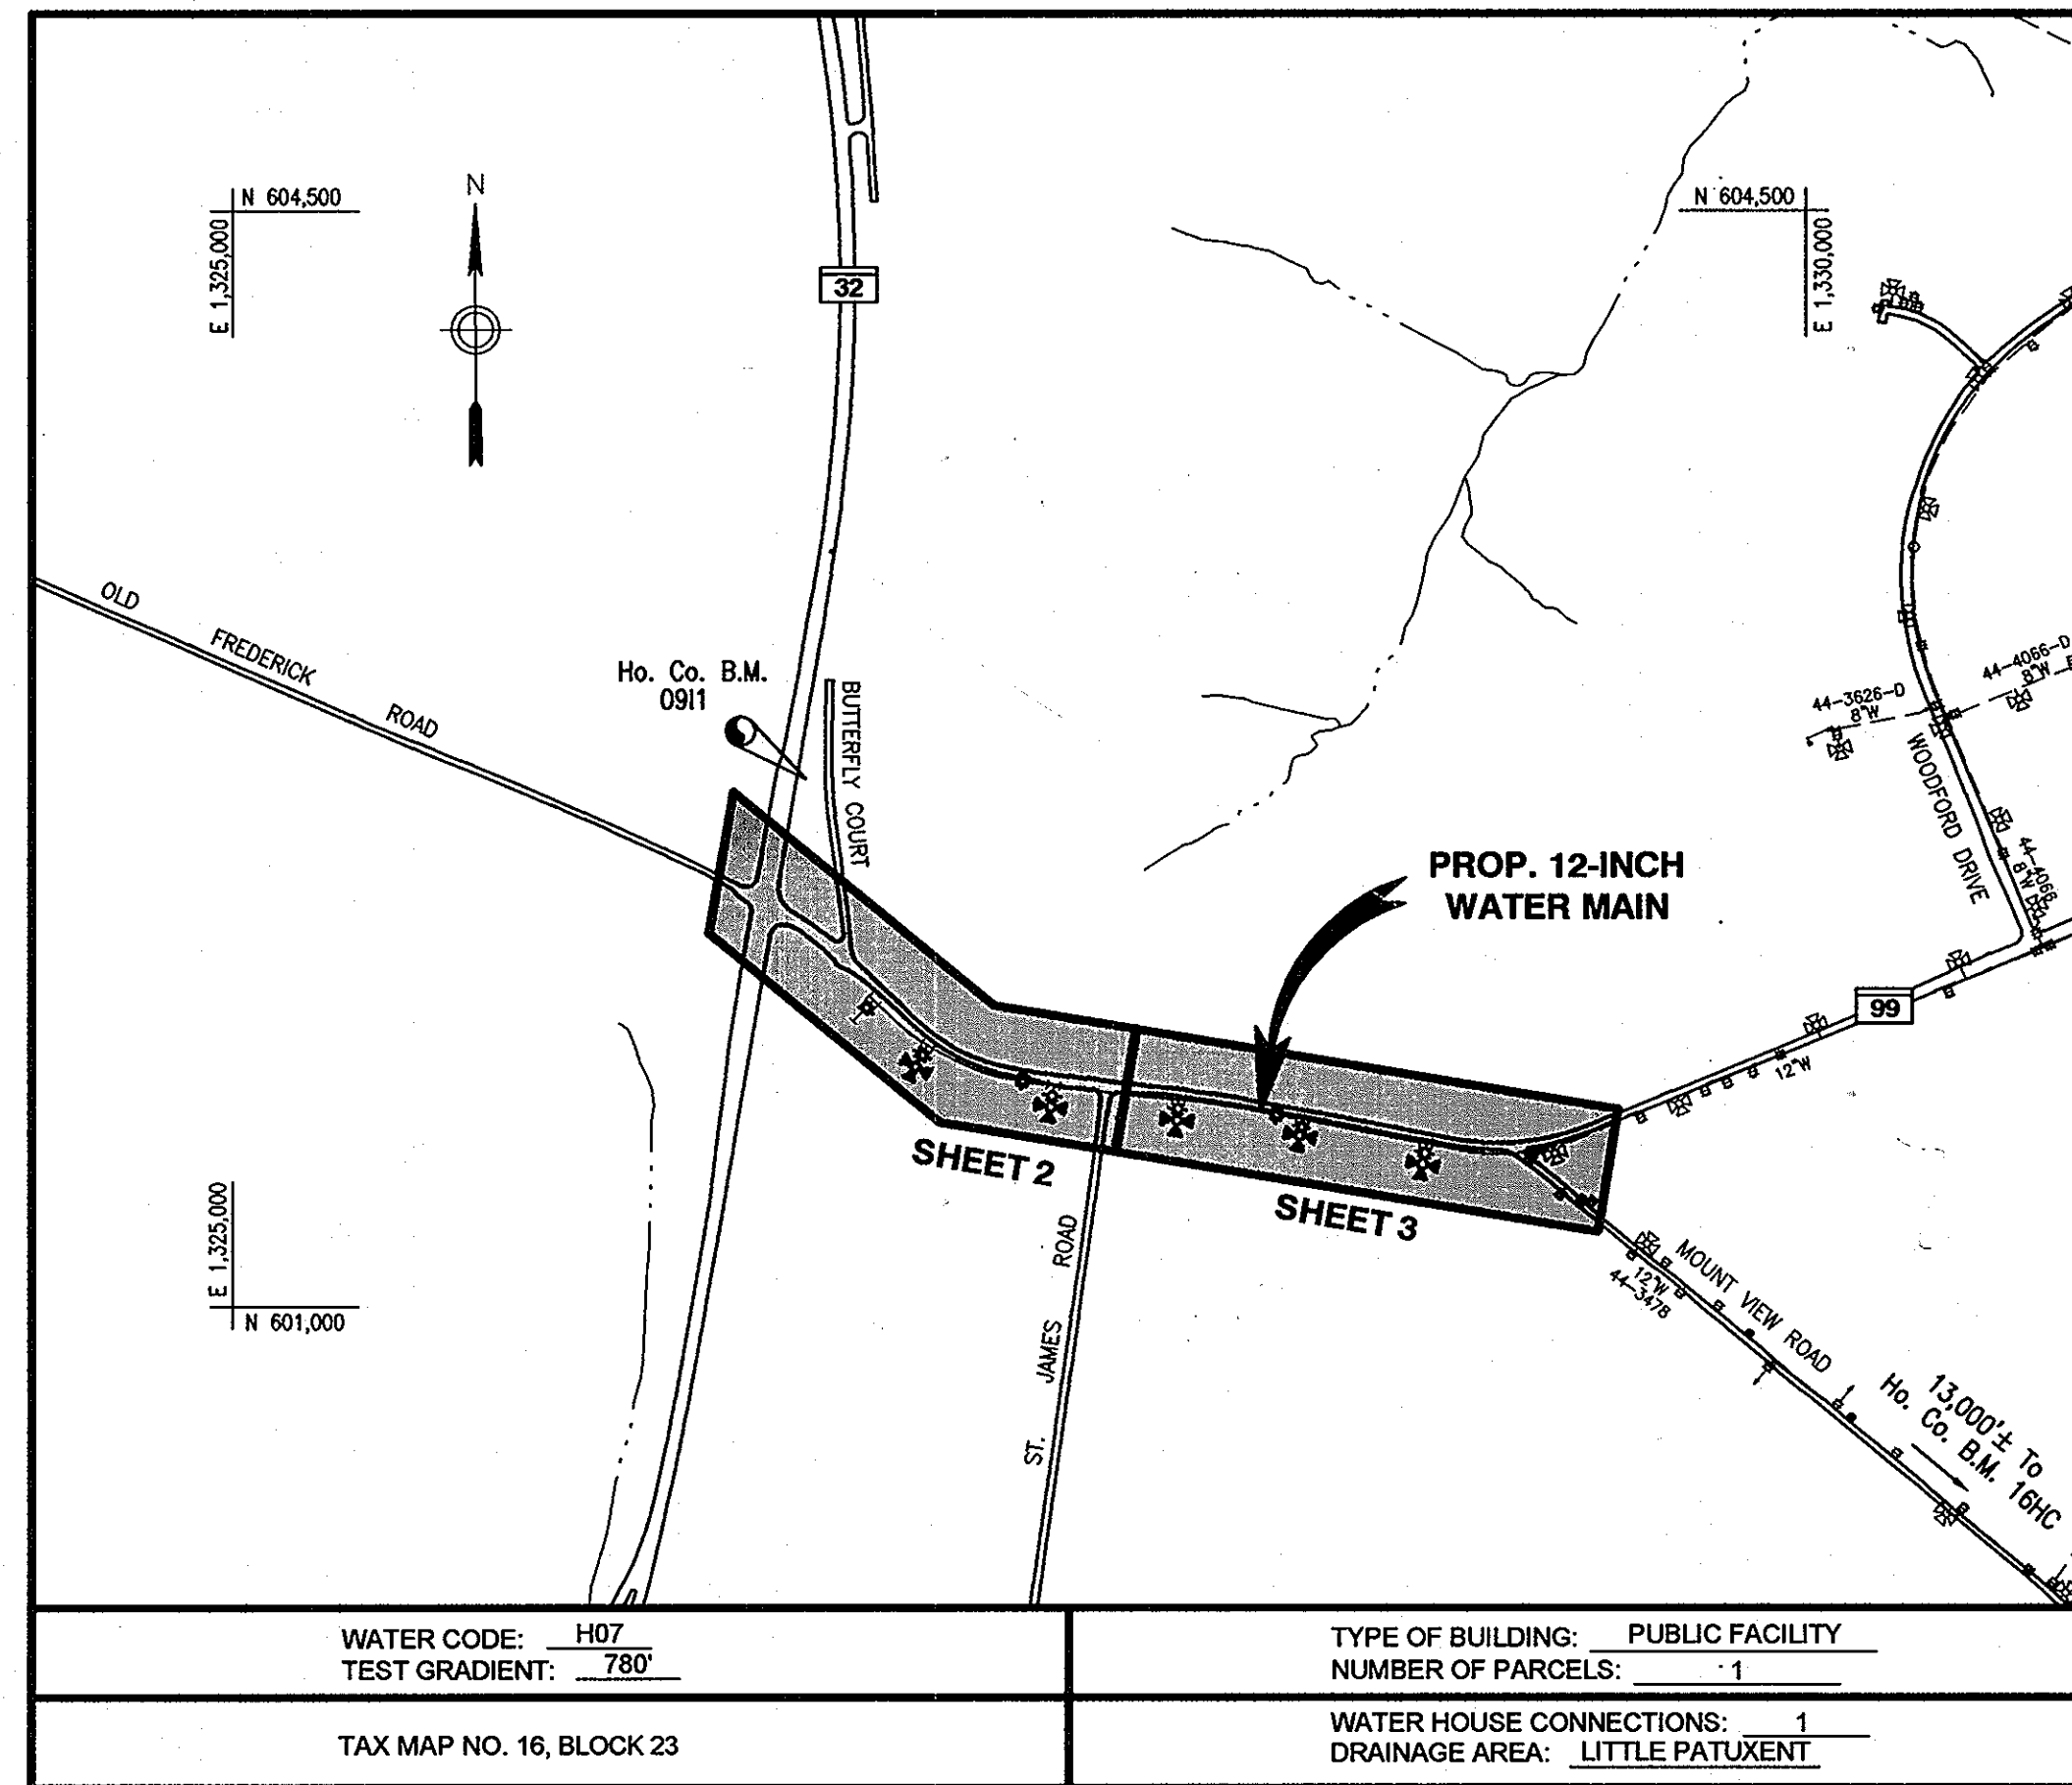 N 604,500
E 1,325,000
N
32
N 604,500
E 1,330,000
OLD FREDERICK ROAD
Ho. Co. B.M.
0911
BUTTERFLY COURT
44-3626-D
8"W
44-4066-D
8"W
WOODFORD DRIVE
44-4066
8"W
PROP. 12-INCH
WATER MAIN
99
12"W
SHEET 2
SHEET 3
E 1,325,000
N 601,000
ST. JAMES ROAD
MOUNT VIEW ROAD
12"W
44-3478
13,000'± To
Ho. Co. B.M. 16HC
WATER CODE: H07
TEST GRADIENT: 780'
TYPE OF BUILDING: PUBLIC FACILITY
NUMBER OF PARCELS: 1
TAX MAP NO. 16, BLOCK 23
WATER HOUSE CONNECTIONS: 1
DRAINAGE AREA: LITTLE PATUXENT